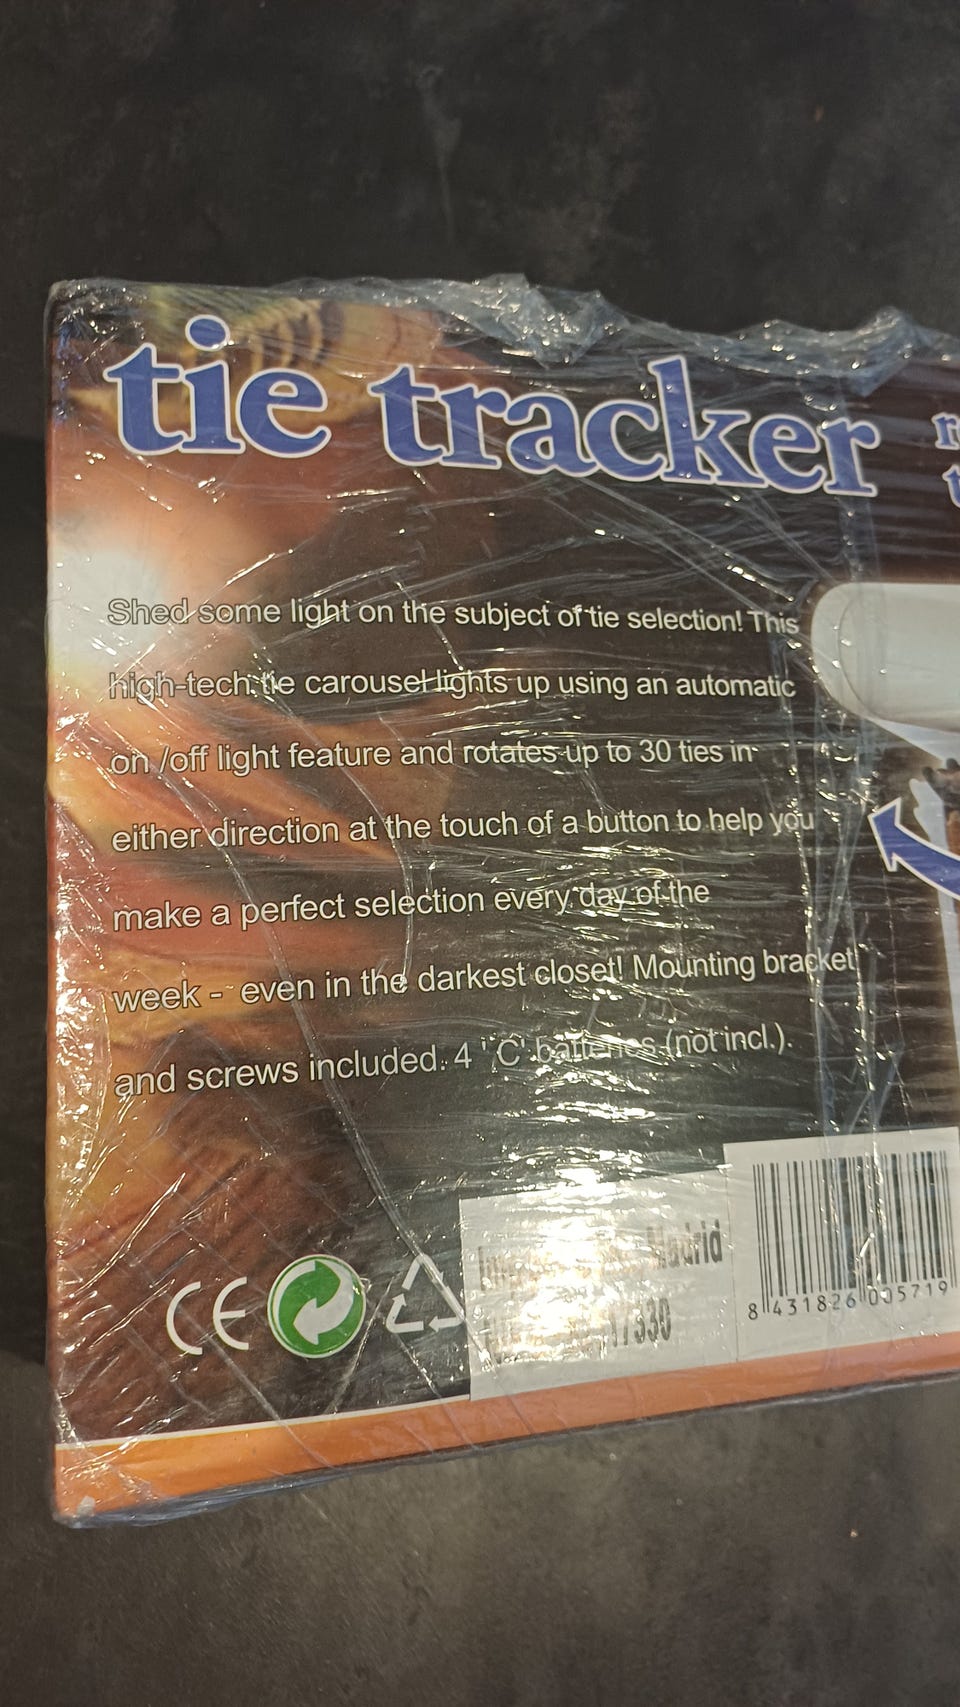 tie tracker
Shed some light on the subject of tie selection! This
high-tech tie carousel lights up using an automatic
on /off light feature and rotates up to 30 ties in
either direction at the touch of a button to help you
make a perfect selection every day of the
week - even in the darkest closet! Mounting bracket
and screws included. 4 "C" batteries (not incl.).
CE
Madrid
8 431826 005719